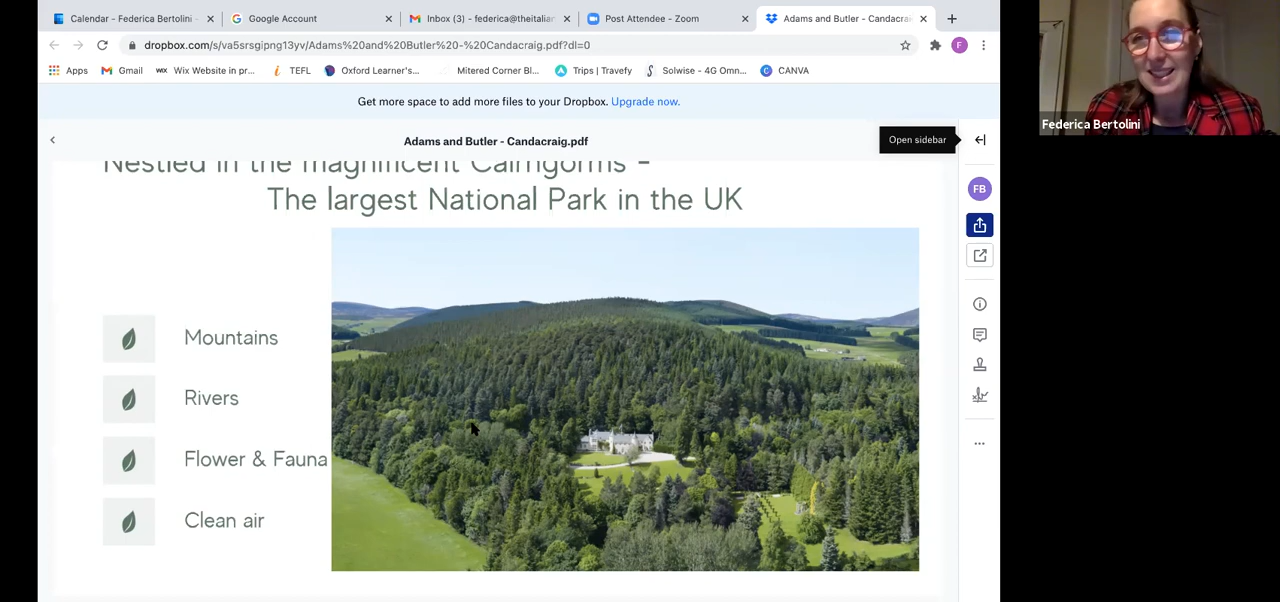 Calendar - Federica Bertolini -
Google Account
Inbox (3) - federica@theitalian
Post Attendee - Zoom
Adams and Butler - Candacrai
dropbox.com/s/va5srsgipng13yv/Adams%20and%20Butler%20-%20Candacraig.pdf?dl=0
F
Apps
Gmail
WIX Wix Website in pr...
TEFL
Oxford Learner's...
Mitered Corner Bl...
Trips | Travefy
Solwise - 4G Omn...
CANVA
Get more space to add more files to your Dropbox. Upgrade now.
Adams and Butler - Candacraig.pdf
Open sidebar
FB
Nestled in the magnificent Cairngorms -
The largest National Park in the UK
Mountains
Rivers
Flower & Fauna
Clean air
Federica Bertolini